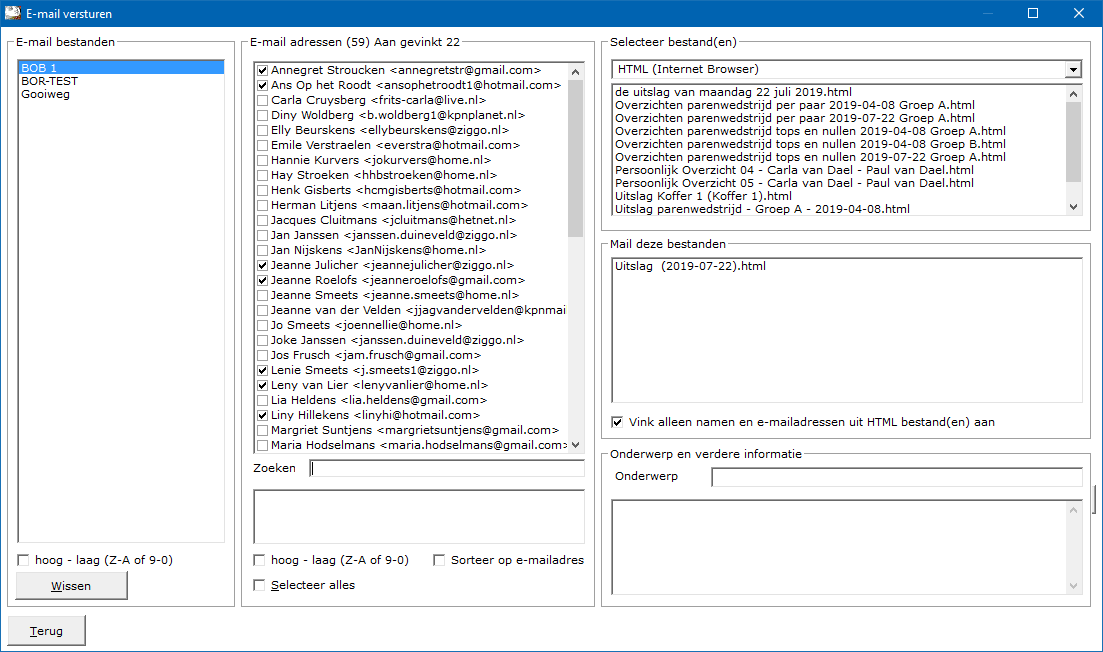 E-mail versturen
E-mail bestanden
BOB 1
BOR-TEST
Gooiweg
hoog - laag (Z-A of 9-0)
Wissen
Terug
E-mail adressen (59) Aan gevinkt 22
Annegret Stroucken <annegretstr@gmail.com>
Ans Op het Roodt <ansophetroodt1@hotmail.com>
Carla Cruysberg <frits-carla@live.nl>
Diny Woldberg <b.woldberg1@kpnplanet.nl>
Elly Beurskens <ellybeurskens@ziggo.nl>
Emile Verstraelen <everstra@hotmail.com>
Hannie Kurvers <jokurvers@home.nl>
Hay Stroeken <hhbstroeken@home.nl>
Henk Gisberts <hcmgisberts@hotmail.com>
Herman Litjens <maan.litjens@hotmail.com>
Jacques Cluitmans <jcluitmans@hetnet.nl>
Jan Janssen <janssen.duineveld@ziggo.nl>
Jan Nijskens <JanNijskens@home.nl>
Jeanne Julicher <jeannejulicher@ziggo.nl>
Jeanne Roelofs <jeanneroelofs@gmail.com>
Jeanne Smeets <jeanne.smeets@home.nl>
Jeanne van der Velden <jjagvandervelden@kpnmai
Jo Smeets <joennellie@home.nl>
Joke Janssen <janssen.duineveld@ziggo.nl>
Jos Frusch <jam.frusch@gmail.com>
Lenie Smeets <j.smeets1@ziggo.nl>
Leny van Lier <lenyvanlier@home.nl>
Lia Heldens <lia.heldens@gmail.com>
Liny Hillekens <linyhi@hotmail.com>
Margriet Suntjens <margrietsuntjens@gmail.com>
Maria Hodselmans <maria.hodselmans@gmail.com>
Zoeken
hoog - laag (Z-A of 9-0)
Sorteer op e-mailadres
Selecteer alles
Selecteer bestand(en)
HTML (Internet Browser)
de uitslag van maandag 22 juli 2019.html
Overzichten parenwedstrijd per paar 2019-04-08 Groep A.html
Overzichten parenwedstrijd per paar 2019-07-22 Groep A.html
Overzichten parenwedstrijd tops en nullen 2019-04-08 Groep A.html
Overzichten parenwedstrijd tops en nullen 2019-04-08 Groep B.html
Overzichten parenwedstrijd tops en nullen 2019-07-22 Groep A.html
Persoonlijk Overzicht 04 - Carla van Dael - Paul van Dael.html
Persoonlijk Overzicht 05 - Carla van Dael - Paul van Dael.html
Uitslag Koffer 1 (Koffer 1).html
Uitslag parenwedstrijd - Groep A - 2019-04-08.html
Mail deze bestanden
Uitslag  (2019-07-22).html
Vink alleen namen en e-mailadressen uit HTML bestand(en) aan
Onderwerp en verdere informatie
Onderwerp